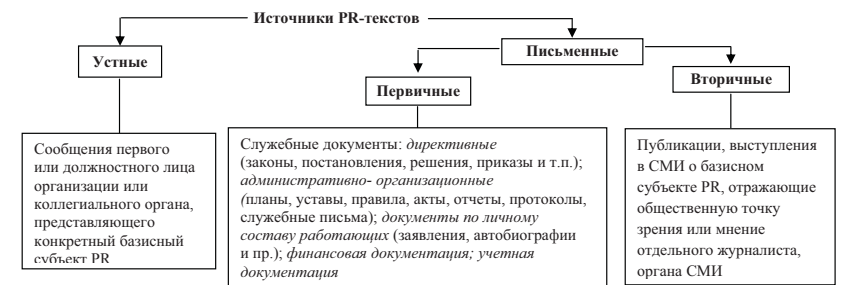 Источники PR-текстов
Письменные
Устные
Первичные
Вторичные
Сообщения первого
или должностного лица
организации или
коллегиального органа,
представляющего
конкретный базисный
субъект PR
Служебные документы: директивные
(законы, постановления, решения, приказы и т.п.);
административно- организационные
(планы, уставы, правила, акты, отчеты, протоколы,
служебные письма); документы по личному
составу работающих (заявления, автобиографии
и пр.); финансовая документация; учетная
документация
Публикации, выступления
в СМИ о базисном
субъекте PR, отражающие
общественную точку
зрения или мнение
отдельного журналиста,
органа СМИ